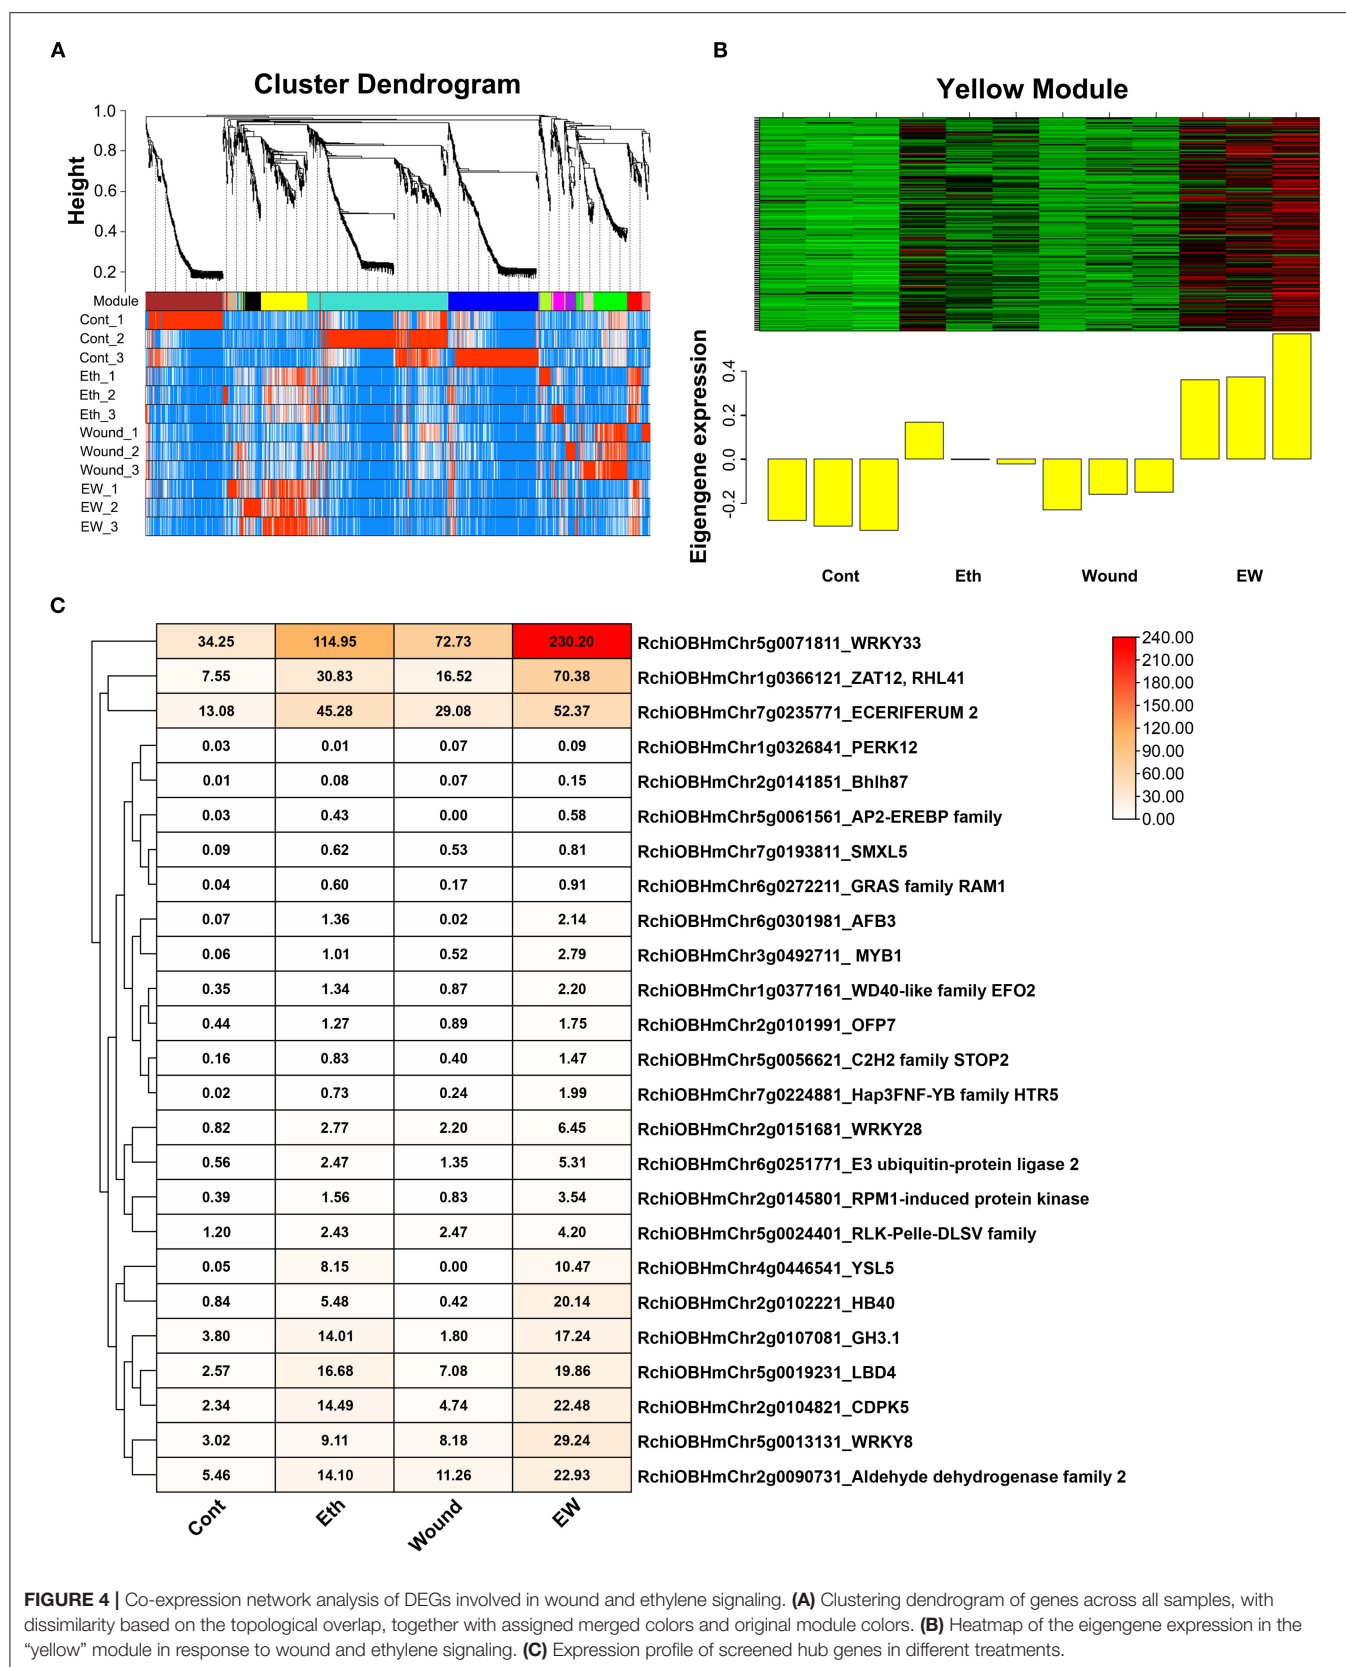 A
Cluster Dendrogram
Height
1.0
0.8
0.6
0.4
0.2
Module
Cont_1
Cont_2
Cont_3
Eth_1
Eth_2
Eth_3
Wound_1
Wound_2
Wound_3
EW_1
EW_2
EW_3
B
Yellow Module
Eigengene expression
0.4
0.2
0.0
-0.2
Cont Eth Wound EW
C
34.25 114.95 72.73 230.20 RchiOBHmChr5g0071811_WRKY33
7.55 30.83 16.52 70.38 RchiOBHmChr1g0366121_ZAT12, RHL41
13.08 45.28 29.08 52.37 RchiOBHmChr7g0235771_ECERIFERUM 2
0.03 0.01 0.07 0.09 RchiOBHmChr1g0326841_PERK12
0.01 0.08 0.07 0.15 RchiOBHmChr2g0141851_Bhlh87
0.03 0.43 0.00 0.58 RchiOBHmChr5g0061561_AP2-EREBP family
0.09 0.62 0.53 0.81 RchiOBHmChr7g0193811_SMXL5
0.04 0.60 0.17 0.91 RchiOBHmChr6g0272211_GRAS family RAM1
0.07 1.36 0.02 2.14 RchiOBHmChr6g0301981_AFB3
0.06 1.01 0.52 2.79 RchiOBHmChr3g0492711_ MYB1
0.35 1.34 0.87 2.20 RchiOBHmChr1g0377161_WD40-like family EFO2
0.44 1.27 0.89 1.75 RchiOBHmChr2g0101991_OFP7
0.16 0.83 0.40 1.47 RchiOBHmChr5g0056621_C2H2 family STOP2
0.02 0.73 0.24 1.99 RchiOBHmChr7g0224881_Hap3FNF-YB family HTR5
0.82 2.77 2.20 6.45 RchiOBHmChr2g0151681_WRKY28
0.56 2.47 1.35 5.31 RchiOBHmChr6g0251771_E3 ubiquitin-protein ligase 2
0.39 1.56 0.83 3.54 RchiOBHmChr2g0145801_RPM1-induced protein kinase
1.20 2.43 2.47 4.20 RchiOBHmChr5g0024401_RLK-Pelle-DLSV family
0.05 8.15 0.00 10.47 RchiOBHmChr4g0446541_YSL5
0.84 5.48 0.42 20.14 RchiOBHmChr2g0102221_HB40
3.80 14.01 1.80 17.24 RchiOBHmChr2g0107081_GH3.1
2.57 16.68 7.08 19.86 RchiOBHmChr5g0019231_LBD4
2.34 14.49 4.74 22.48 RchiOBHmChr2g0104821_CDPK5
3.02 9.11 8.18 29.24 RchiOBHmChr5g0013131_WRKY8
5.46 14.10 11.26 22.93 RchiOBHmChr2g0090731_Aldehyde dehydrogenase family 2
Cont Eth Wound EW
240.00
210.00
180.00
150.00
120.00
90.00
60.00
30.00
0.00
FIGURE 4 | Co-expression network analysis of DEGs involved in wound and ethylene signaling. (A) Clustering dendrogram of genes across all samples, with
dissimilarity based on the topological overlap, together with assigned merged colors and original module colors. (B) Heatmap of the eigengene expression in the
“yellow” module in response to wound and ethylene signaling. (C) Expression profile of screened hub genes in different treatments.